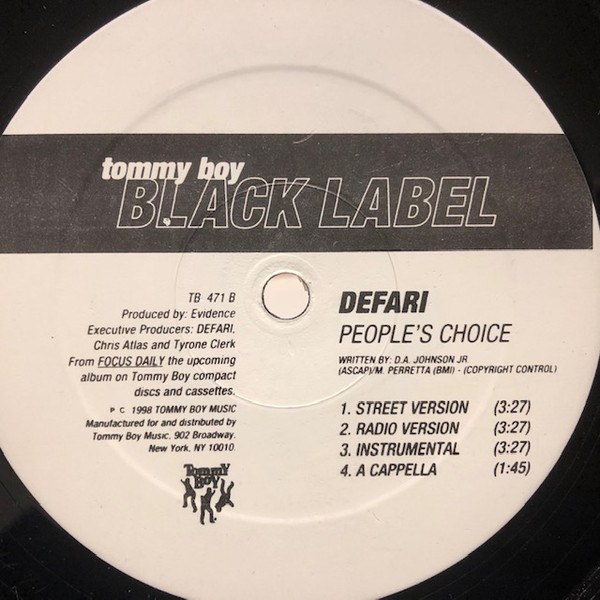 tommy boy
BLACK LABEL
TB 471 B
Produced by: Evidence
Executive Producers: DEFARI,
Chris Atlas and Tyrone Clerk
From FOCUS DAILY the upcoming
album on Tommy Boy compact
discs and cassettes.
P C 1998 TOMMY BOY MUSIC
Manufactured for and distributed by
Tommy Boy Music, 902 Broadway,
New York, NY 10010
Tommy
Boy
DEFARI
PEOPLE'S CHOICE
WRITTEN BY: D.A. JOHNSON JR.
(ASCAP)/M. PERRETTA (BMI) - (COPYRIGHT CONTROL)
1. STREET VERSION (3:27)
2. RADIO VERSION (3:27)
3. INSTRUMENTAL (3:27)
4. A CAPPELLA (1:45)